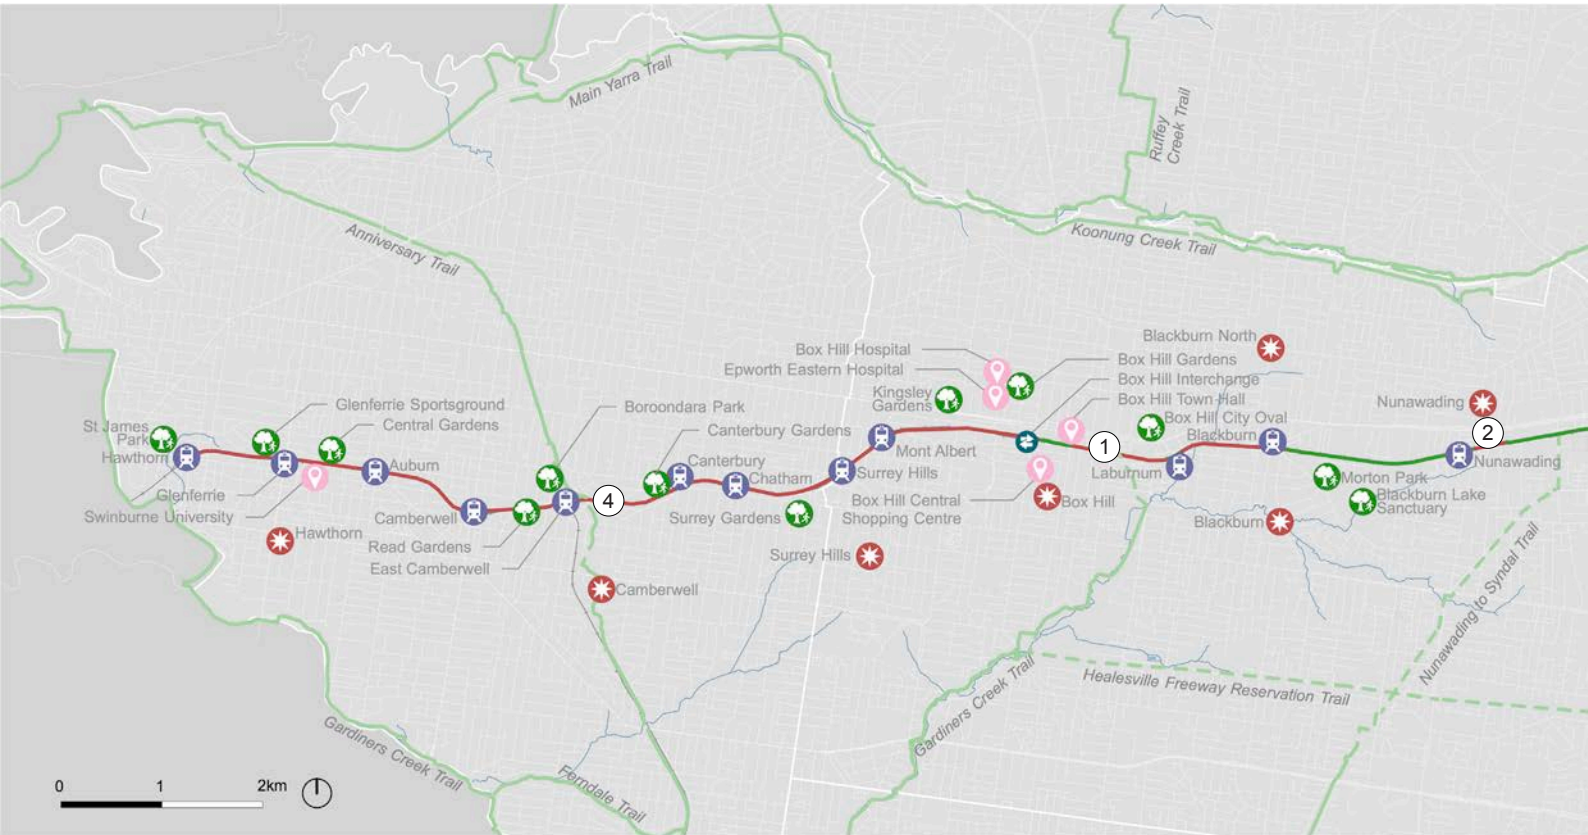 Main Yarra Trail
Ruffey
Creek Trail
Anniversary Trail
Koonung Creek Trail
Blackburn North
Box Hill Hospital
Epworth Eastern Hospital
Box Hill Gardens
Box Hill Interchange
Box Hill Town Hall
Kingsley
Gardens
Nunawading
Glenferrie Sportsground
Central Gardens
Boroondara Park
Canterbury Gardens
Box Hill City Oval
St James
Park
Hawthorn
Blackburn
1
2
Mont Albert
Auburn
Canterbury
Chatham
Surrey Hills
Laburnum
Nunawading
Morton Park
Glenferrie
Swinburne University
4
Camberwell
Surrey Gardens
Box Hill Central
Shopping Centre
Box Hill
Blackburn Lake
Sanctuary
Blackburn
Hawthorn
Read Gardens
East Camberwell
Surrey Hills
Camberwell
Nunawading to Syndal Trail
Healesville Freeway Reservation Trail
Gardiners Creek Trail
Gardiners Creek Trail
Ferndale Trail
0 1 2km